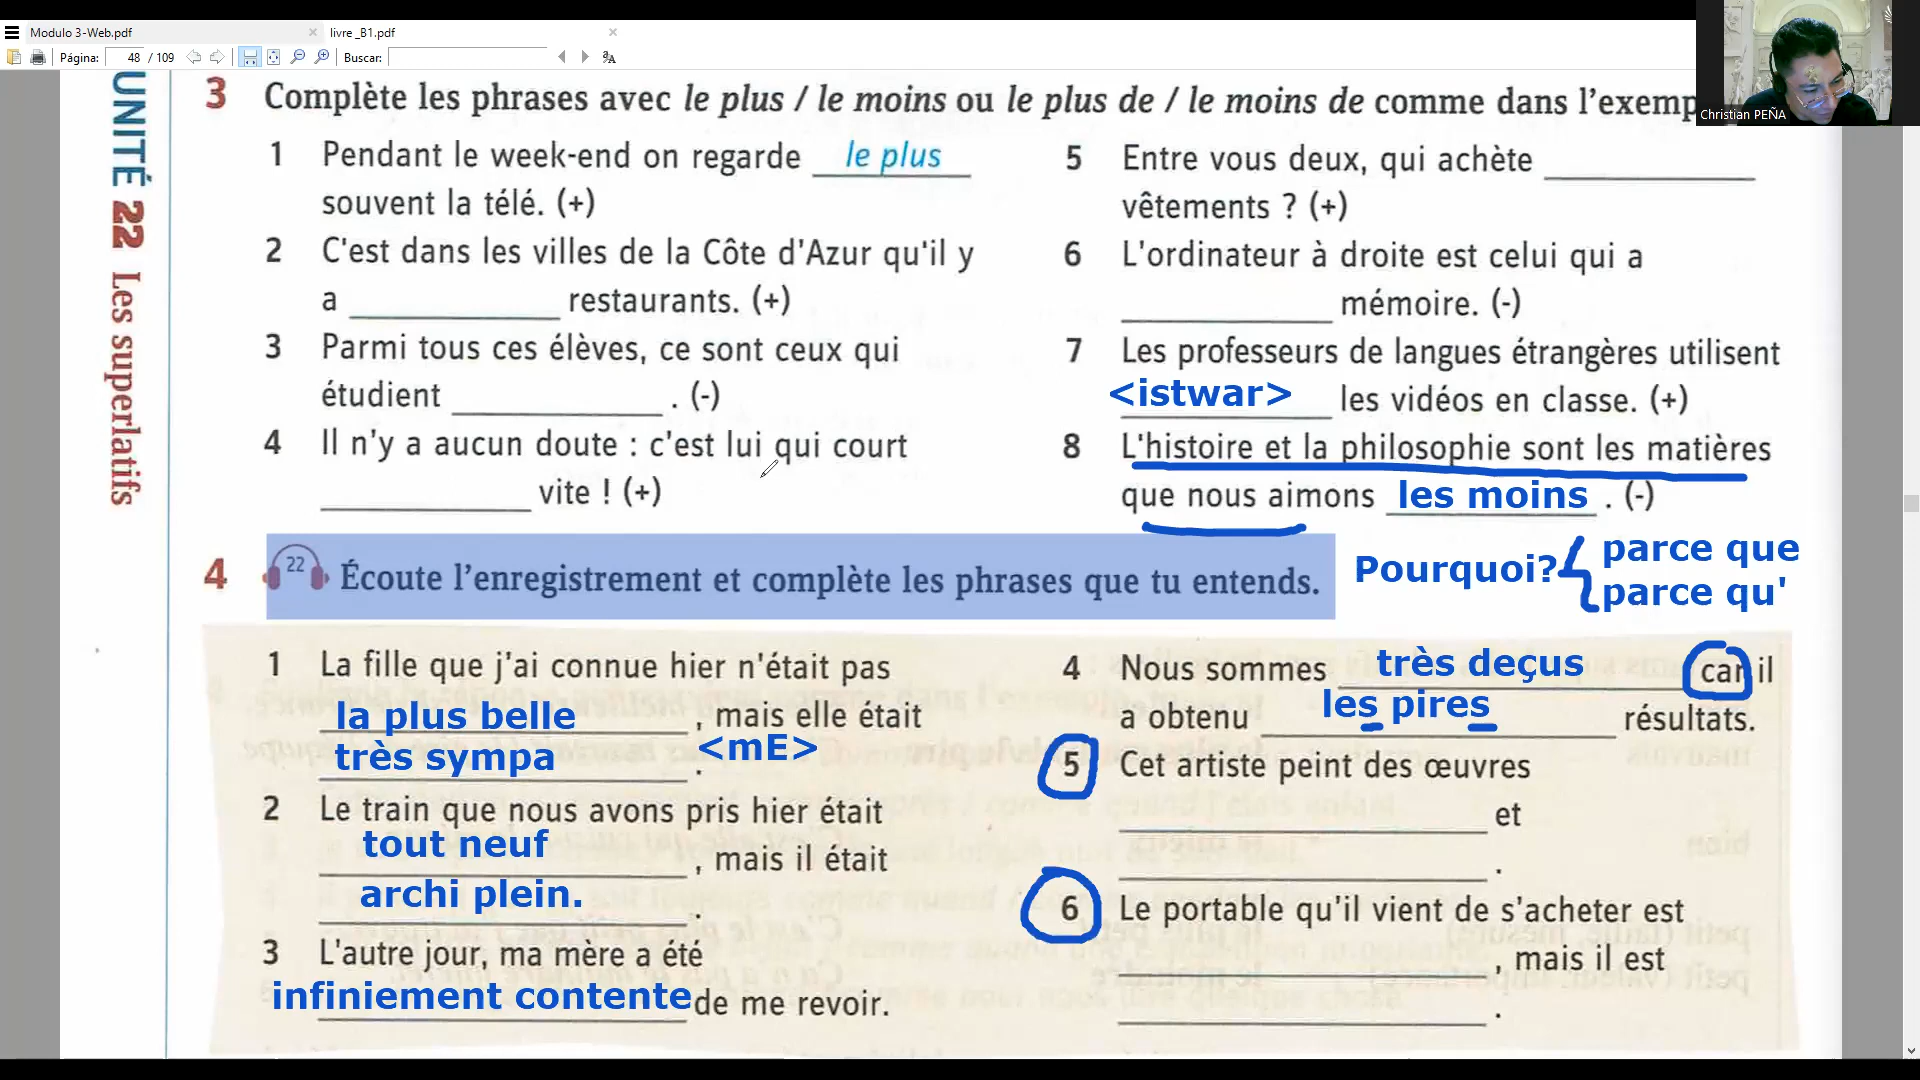 Modulo 3-Web.pdf
livre _B1.pdf
Página: 48 / 109
Buscar:
Christian PEÑA
UNITÉ 22 Les superlatifs
3 Complète les phrases avec le plus / le moins ou le plus de / le moins de comme dans l'exemp
1 Pendant le week-end on regarde le plus
souvent la télé. (+)
2 C'est dans les villes de la Côte d'Azur qu'il y
a ____ restaurants. (+)
3 Parmi tous ces élèves, ce sont ceux qui
étudient ____ . (-)
4 Il n'y a aucun doute : c'est lui qui court
____ vite ! (+)
5 Entre vous deux, qui achète ____
vêtements ? (+)
6 L'ordinateur à droite est celui qui a
____ mémoire. (-)
7 Les professeurs de langues étrangères utilisent
<istwar> ____ les vidéos en classe. (+)
8 L'histoire et la philosophie sont les matières
que nous aimons les moins . (-)
4 22 Écoute l'enregistrement et complète les phrases que tu entends.
Pourquoi? parce que
parce qu'
1 La fille que j'ai connue hier n'était pas
la plus belle , mais elle était
très sympa . <mE>
2 Le train que nous avons pris hier était
tout neuf , mais il était
archi plein. .
3 L'autre jour, ma mère a été
infiniement contente de me revoir.
4 Nous sommes très deçus car il
a obtenu les pires résultats.
5 Cet artiste peint des œuvres
____ et
____ .
6 Le portable qu'il vient de s'acheter est
____ , mais il est
____ .